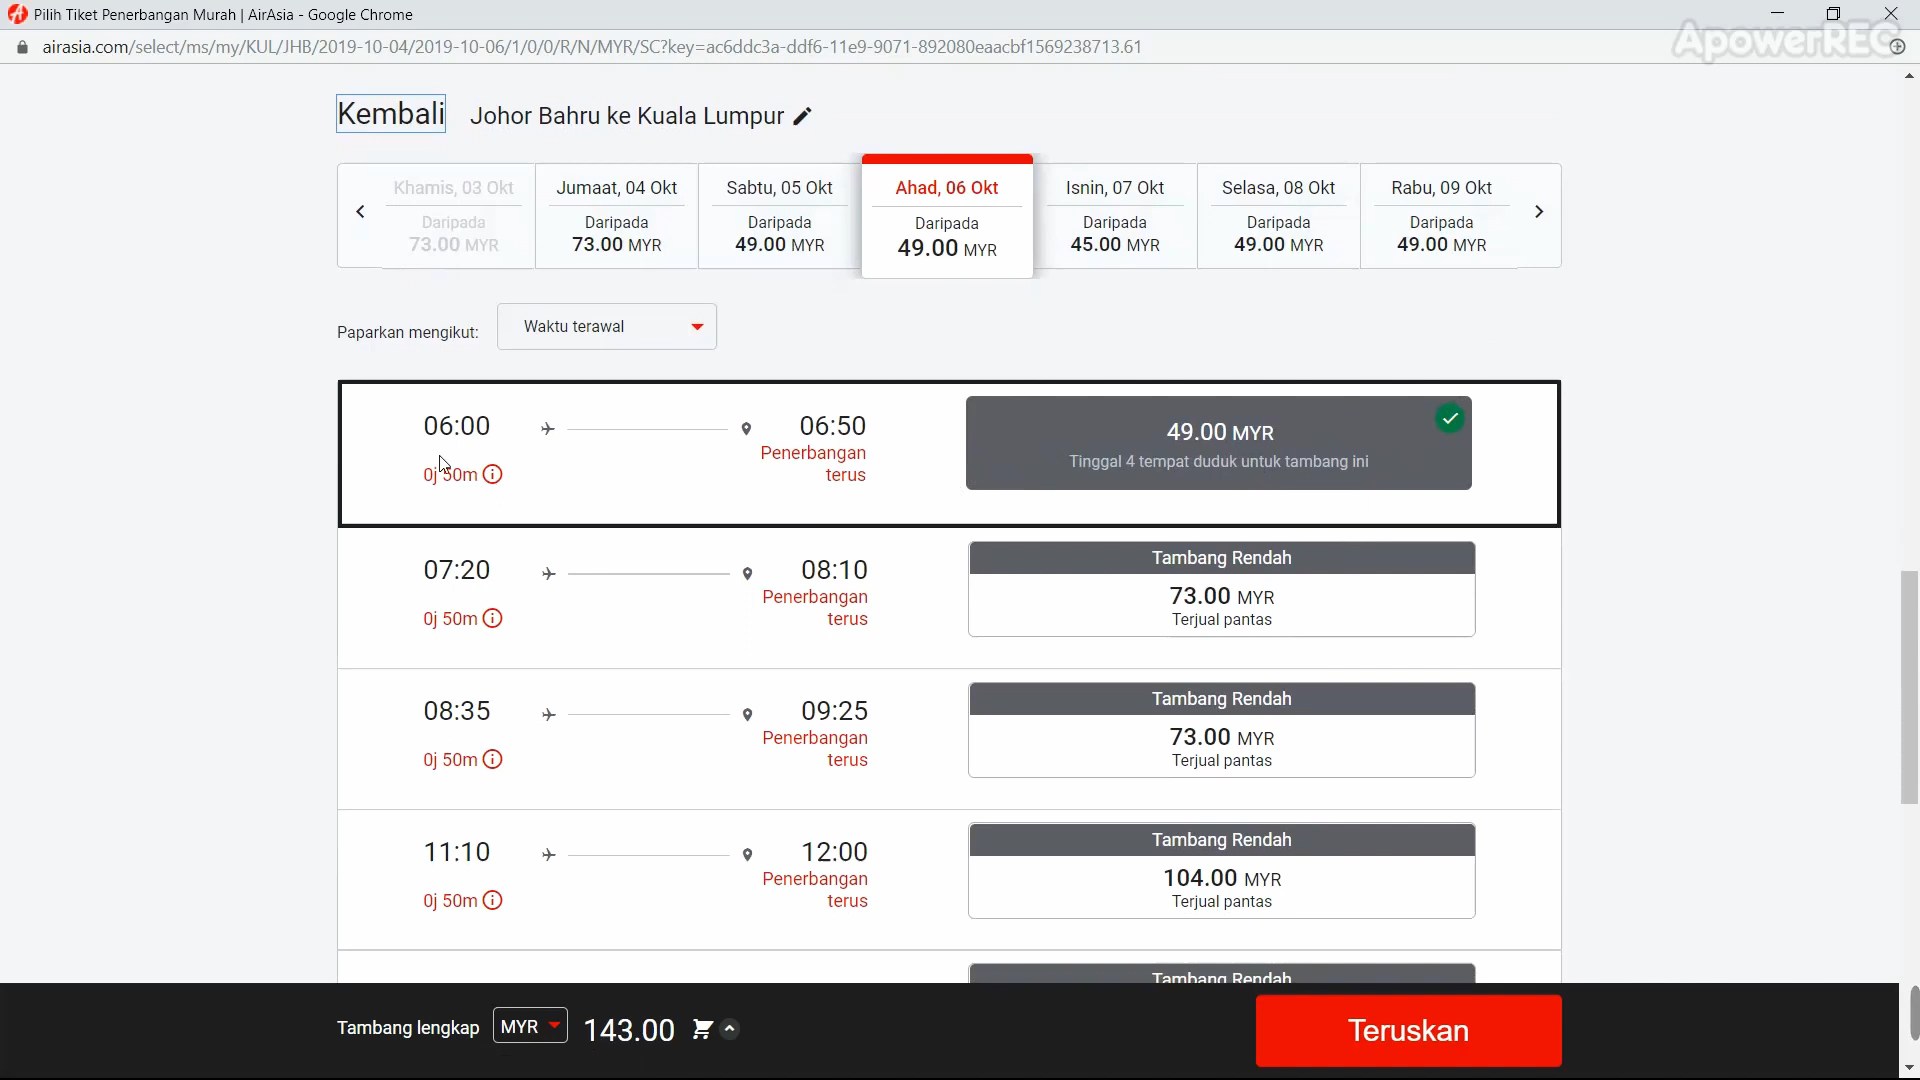 Pilih Tiket Penerbangan Murah | AirAsia - Google Chrome
airasia.com/select/ms/my/KUL/JHB/2019-10-04/2019-10-06/1/0/0/R/N/MYR/SC?key=ac6ddc3a-ddf6-11e9-9071-892080eaacbf1569238713.61
ApowerREC
Kembali Johor Bahru ke Kuala Lumpur
Khamis, 03 Okt
Daripada
73.00 MYR
Jumaat, 04 Okt
Daripada
73.00 MYR
Sabtu, 05 Okt
Daripada
49.00 MYR
Ahad, 06 Okt
Daripada
49.00 MYR
Isnin, 07 Okt
Daripada
45.00 MYR
Selasa, 08 Okt
Daripada
49.00 MYR
Rabu, 09 Okt
Daripada
49.00 MYR
Paparkan mengikut: Waktu terawal
06:00
0j 50m
06:50
Penerbangan
terus
49.00 MYR
Tinggal 4 tempat duduk untuk tambang ini
07:20
0j 50m
08:10
Penerbangan
terus
Tambang Rendah
73.00 MYR
Terjual pantas
08:35
0j 50m
09:25
Penerbangan
terus
Tambang Rendah
73.00 MYR
Terjual pantas
11:10
0j 50m
12:00
Penerbangan
terus
Tambang Rendah
104.00 MYR
Terjual pantas
Tambang Rendah
Tambang lengkap MYR 143.00
Teruskan